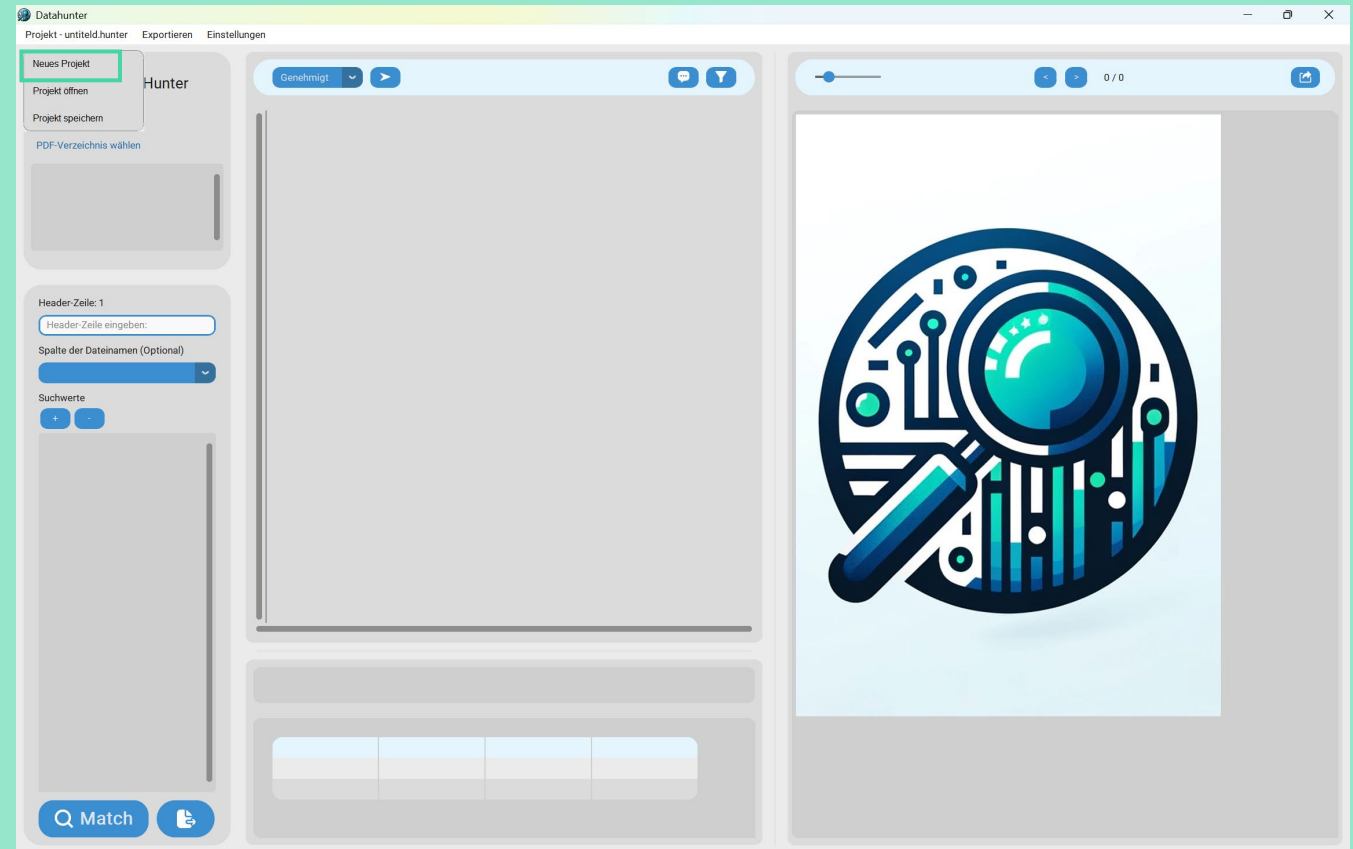 Datahunter
Projekt - untiteld.hunter Exportieren Einstellungen
Neues Projekt
Projekt öffnen
Projekt speichern
Hunter
PDF-Verzeichnis wählen
Header-Zeile: 1
Header-Zeile eingeben:
Spalte der Dateinamen (Optional)
Suchwerte
+ -
Match
Genehmigt
< > 0 / 0